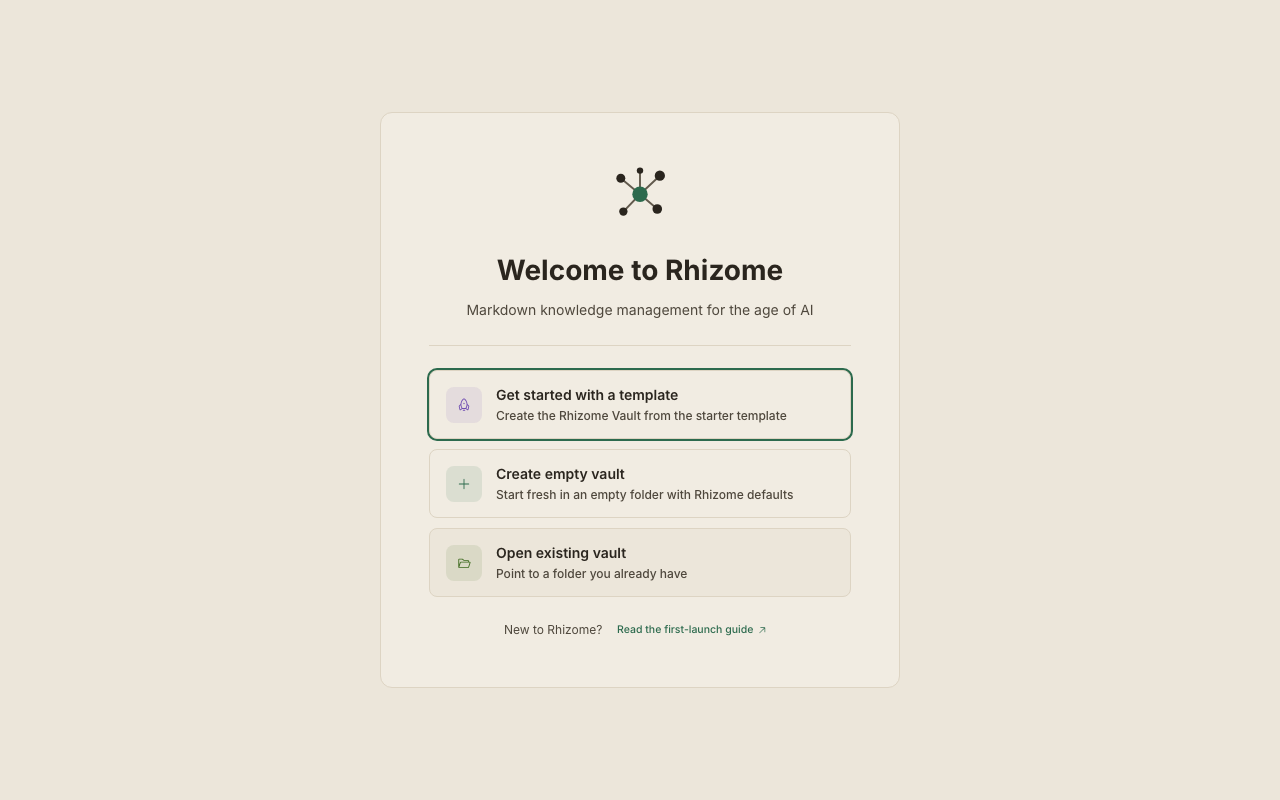 Welcome to Rhizome
Markdown knowledge management for the age of AI
Get started with a template
Create the Rhizome Vault from the starter template
Create empty vault
Start fresh in an empty folder with Rhizome defaults
Open existing vault
Point to a folder you already have
New to Rhizome? Read the first-launch guide ↗